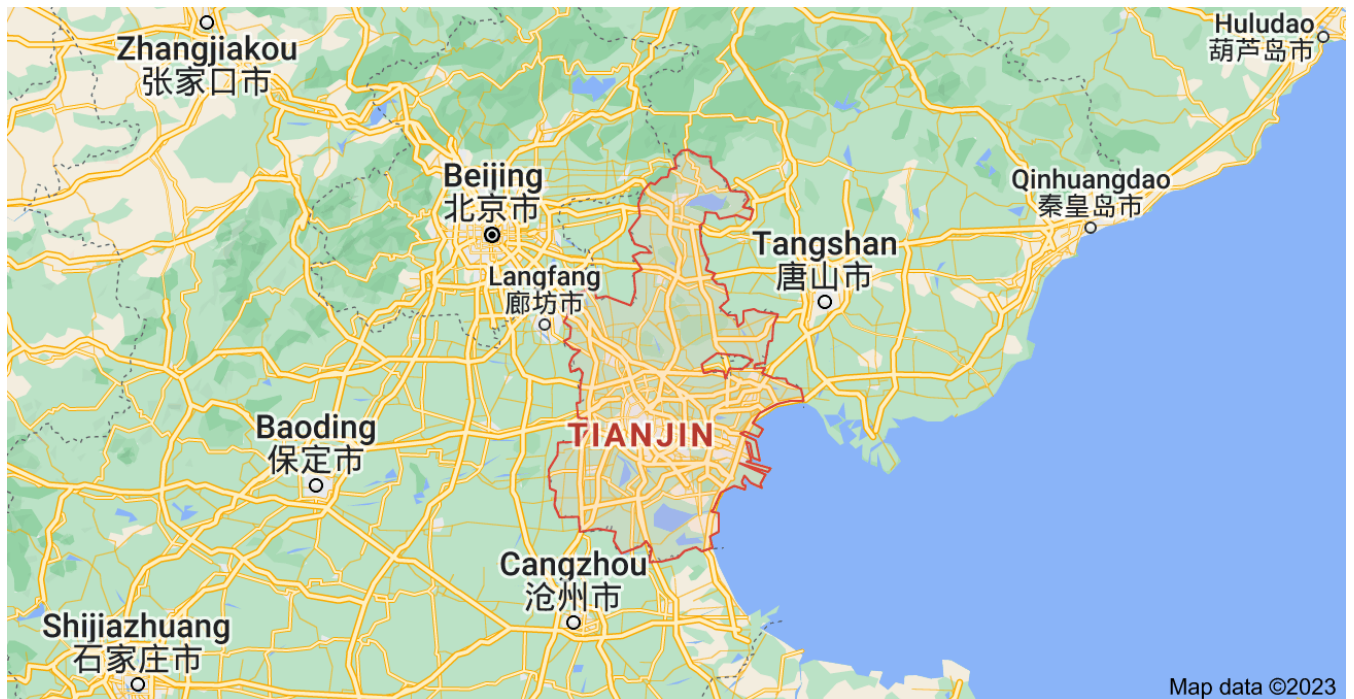 Huludao
葫芦岛市
Zhangjiakou
张家口市
Beijing
北京市
Qinhuangdao
秦皇岛市
Tangshan
唐山市
Langfang
廊坊市
Baoding
保定市
TIANJIN
Cangzhou
沧州市
Shijiazhuang
石家庄市
Map data ©2023